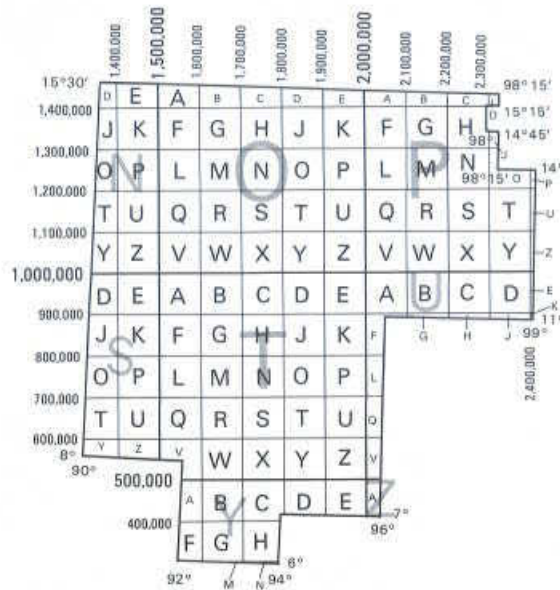 1,400,000 1,500,000 1,600,000 1,700,000 1,800,000 1,900,000 2,000,000 2,100,000 2,200,000 2,300,000
15°30' D E A B C D E A B C 98°15'
1,400,000 D 15°15'
J K F G H J K F G H 14°45'
1,300,000 98° J
O P L M N O P L M N 98°15' O 14°
N O P
1,200,000 P
T U Q R S T U Q R S T U
1,100,000
Y Z V W X Y Z V W X Y Z
1,000,000
D E A B C D E A B C D E
U
900,000 K
11°
J K F G H J K F G H J 99°
S T
800,000
O P L M N O P L 2,400,000
700,000
T U Q R S T U Q
600,000
Y Z V W X Y Z V
8°
90°
500,000
A B C D E A 7°
Y Z
96°
400,000
F G H 6°
92° M N 94°